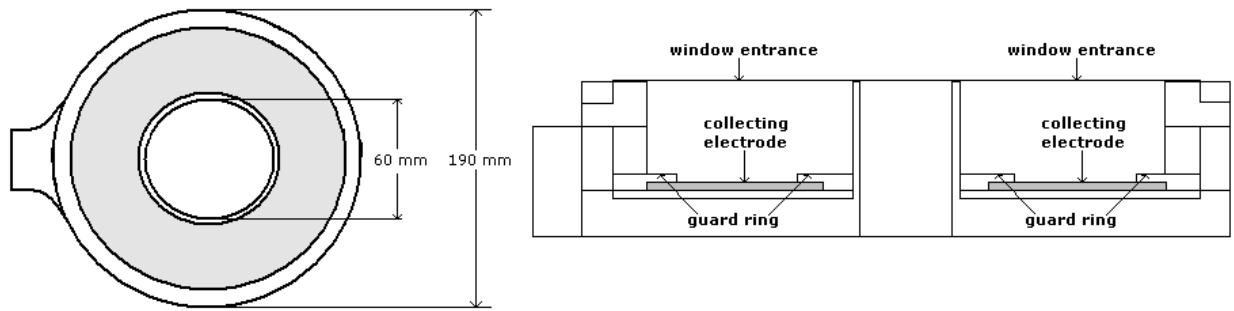 60 mm
190 mm
window entrance
window entrance
collecting
electrode
collecting
electrode
guard ring
guard ring